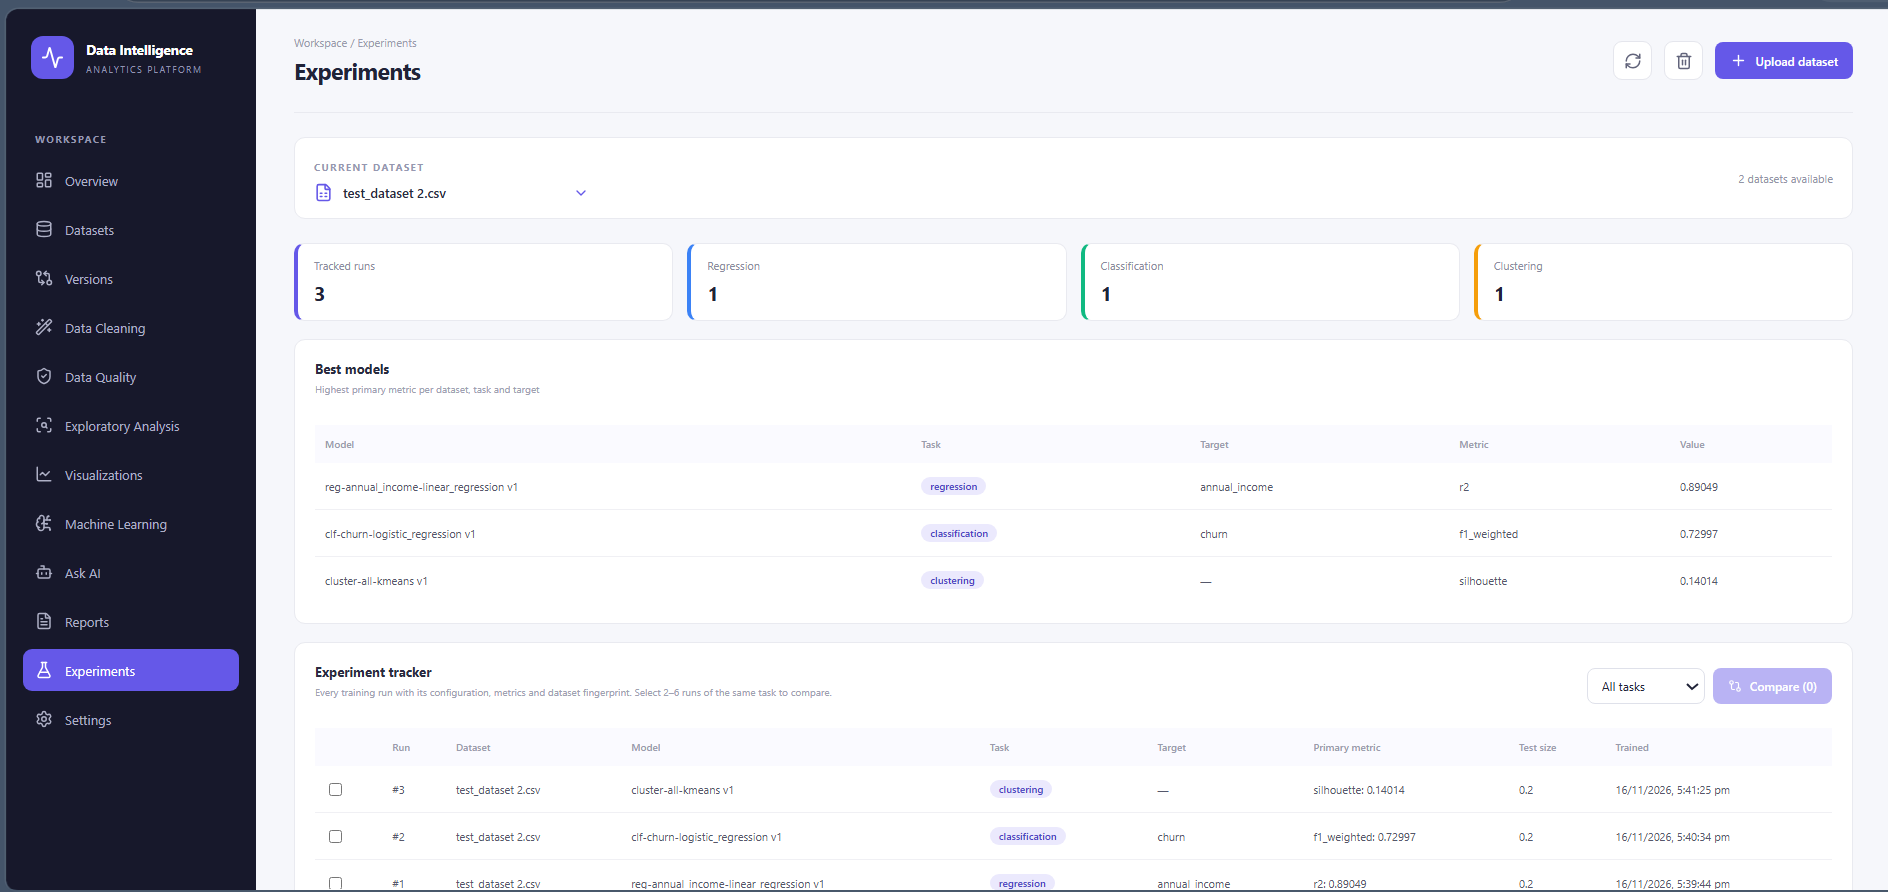 Data Intelligence
ANALYTICS PLATFORM
WORKSPACE
Overview
Datasets
Versions
Data Cleaning
Data Quality
Exploratory Analysis
Visualizations
Machine Learning
Ask AI
Reports
Experiments
Settings
Workspace / Experiments
Experiments
Upload dataset
CURRENT DATASET
test_dataset 2.csv
2 datasets available
Tracked runs
3
Regression
1
Classification
1
Clustering
1
Best models
Highest primary metric per dataset, task and target
Model Task Target Metric Value
reg-annual_income-linear_regression v1 regression annual_income r2 0.89049
clf-churn-logistic_regression v1 classification churn f1_weighted 0.72997
cluster-all-kmeans v1 clustering — silhouette 0.14014
Experiment tracker
Every training run with its configuration, metrics and dataset fingerprint. Select 2–6 runs of the same task to compare.
All tasks
Compare (0)
Run Dataset Model Task Target Primary metric Test size Trained
#3 test_dataset 2.csv cluster-all-kmeans v1 clustering — silhouette: 0.14014 0.2 16/11/2026, 5:41:25 pm
#2 test_dataset 2.csv clf-churn-logistic_regression v1 classification churn f1_weighted: 0.72997 0.2 16/11/2026, 5:40:34 pm
#1 test_dataset 2.csv reg-annual_income-linear_regression v1 regression annual_income r2: 0.89049 0.2 16/11/2026, 5:39:44 pm